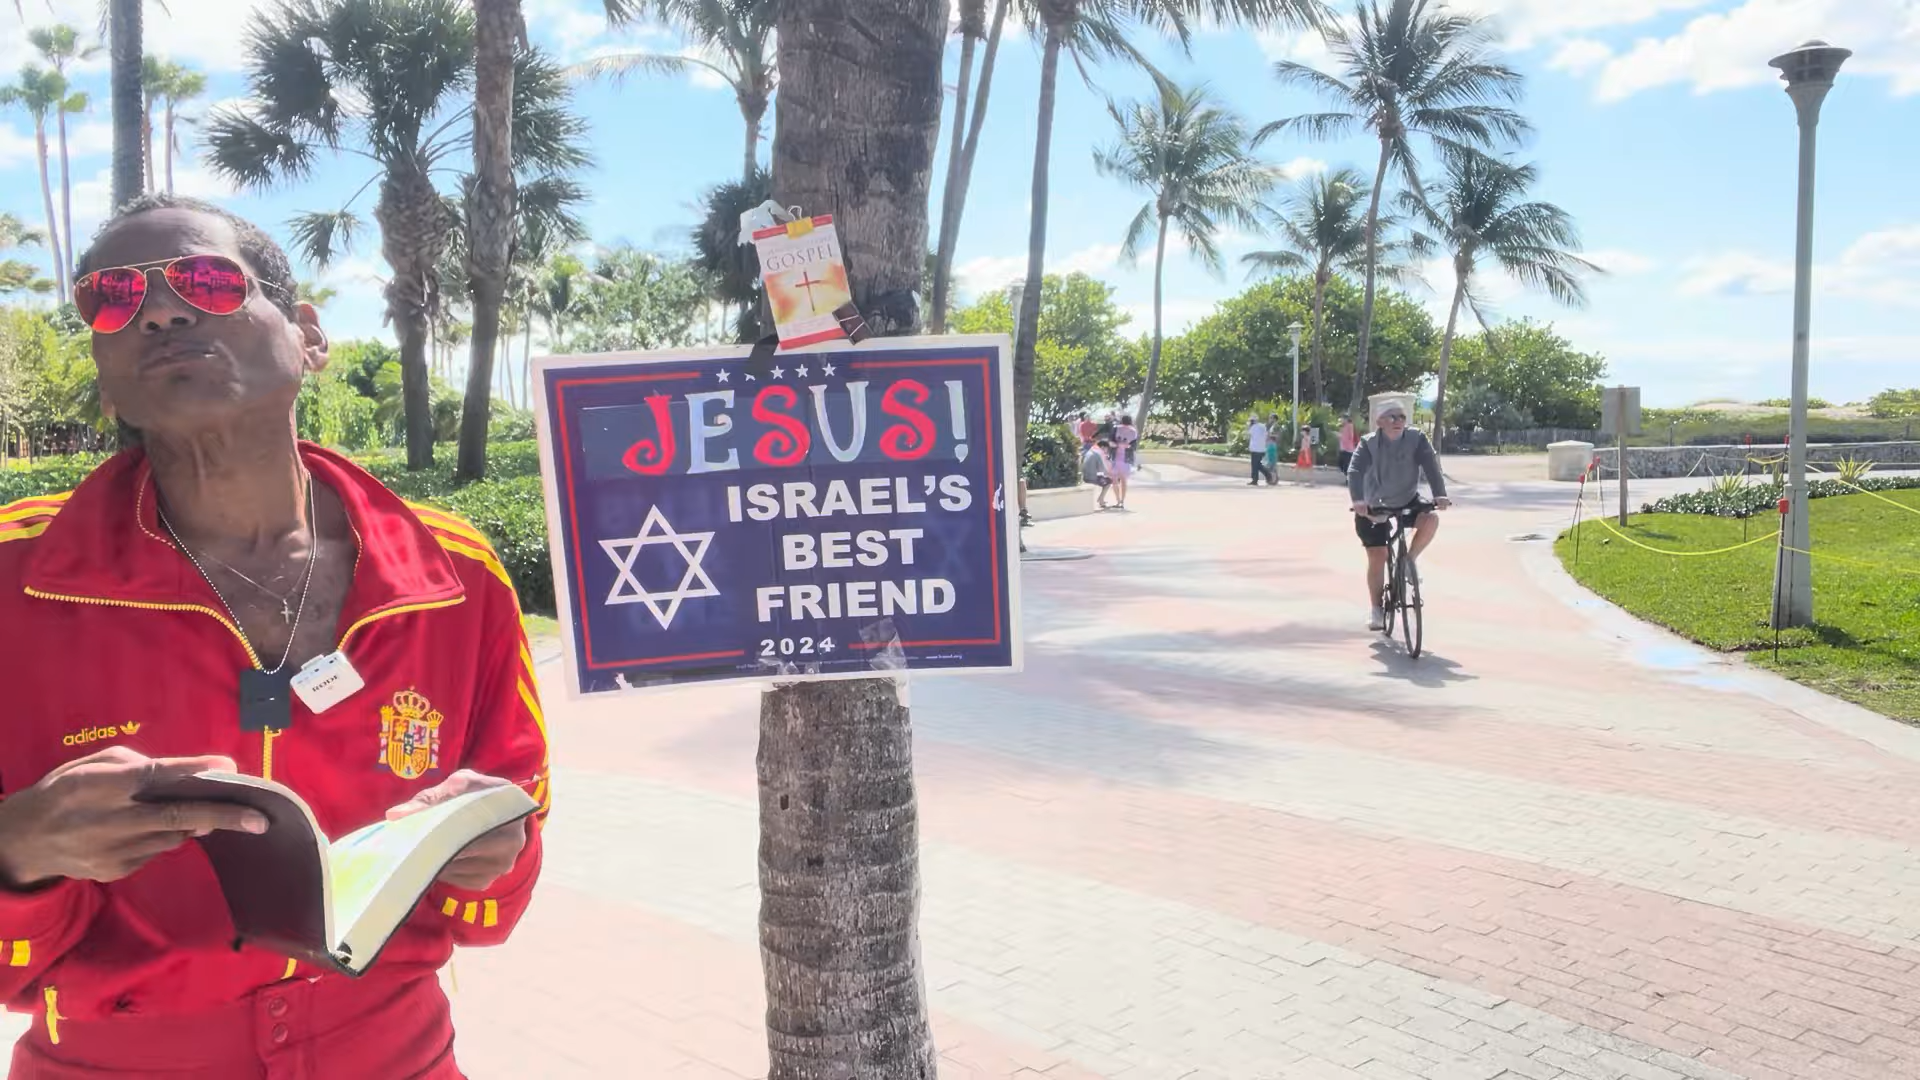 GOSPEL
JESUS!
ISRAEL'S
BEST
FRIEND
2024
RODE
adidas